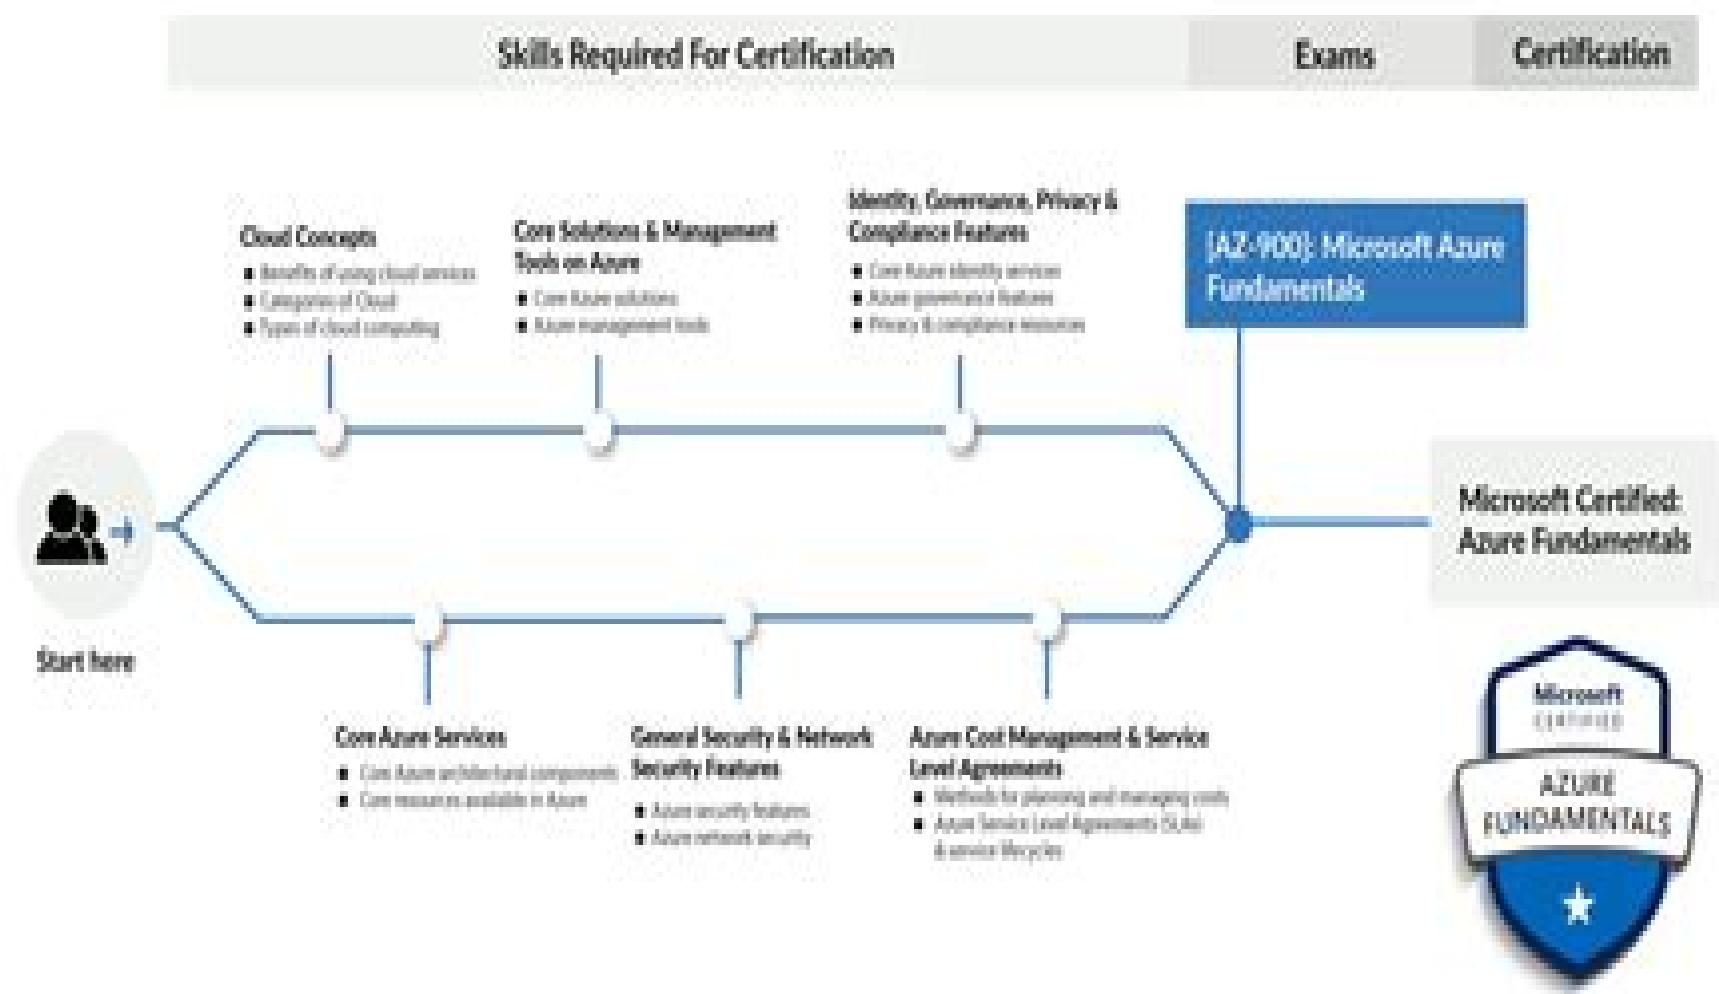 Skills Required For Certification
Exams
Certification
Cloud Concepts
Benefits of using cloud services
Categories of Cloud
Types of cloud computing
Core Solutions & Management
Tools on Azure
Core Azure solutions
Azure management tools
Identity, Governance, Privacy &
Compliance Features
Core Azure identity services
Azure governance features
Privacy & compliance resources
[AZ-900]: Microsoft Azure
Fundamentals
Start here
Microsoft Certified:
Azure Fundamentals
Core Azure Services
Core Azure architectural components
Core resources available in Azure
General Security & Network
Security Features
Azure security features
Azure network security
Azure Cost Management & Service
Level Agreements
Methods for planning and managing costs
Azure Service Level Agreements (SLAs)
& service lifecycles
Microsoft
CERTIFIED
AZURE
FUNDAMENTALS